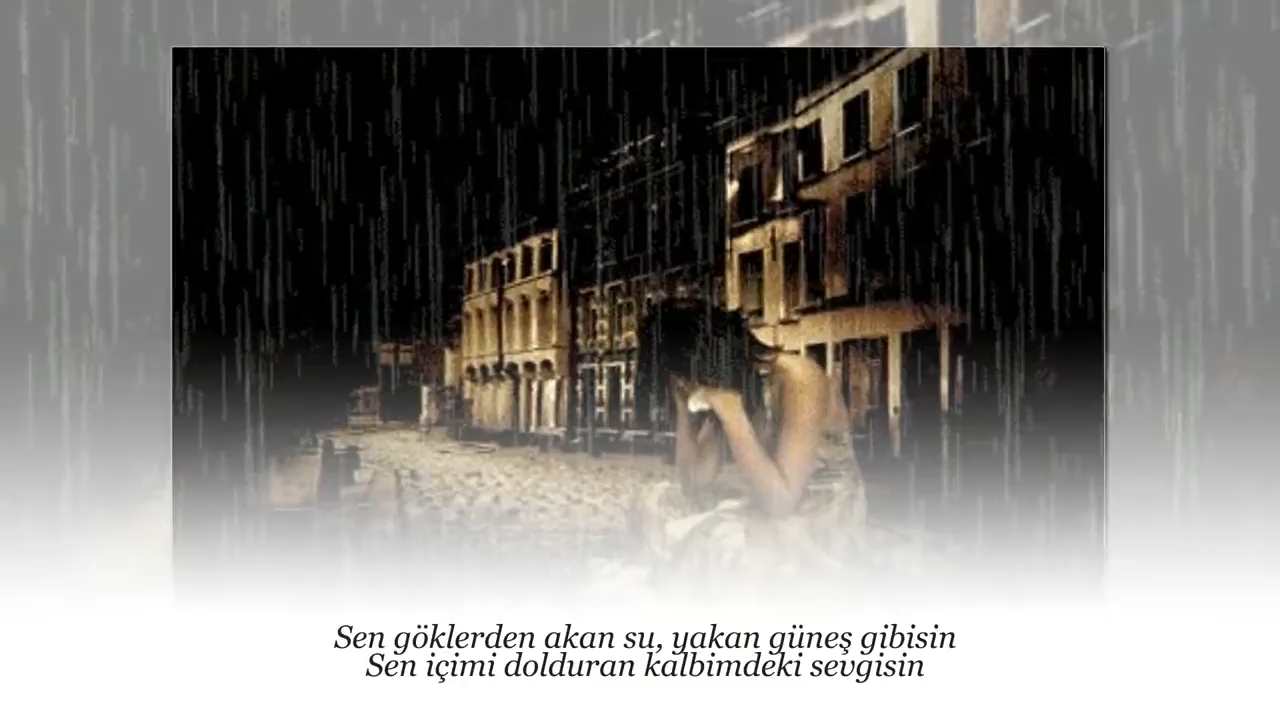 Sen göklerden akan su, yakan güneş gibisin
Sen içimi dolduran kalbimdeki sevgisin